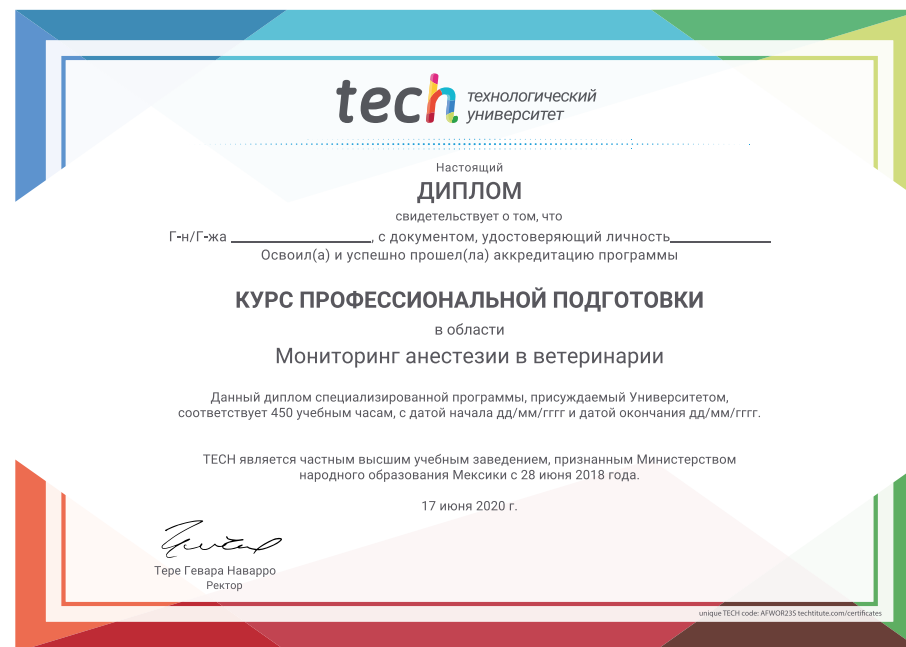 tech технологический
университет
Настоящий
ДИПЛОМ
свидетельствует о том, что
Г-н/Г-жа ____________, с документом, удостоверяющий личность____________
Освоил(а) и успешно прошел(ла) аккредитацию программы
КУРС ПРОФЕССИОНАЛЬНОЙ ПОДГОТОВКИ
в области
Мониторинг анестезии в ветеринарии
Данный диплом специализированной программы, присуждаемый Университетом,
соответствует 450 учебным часам, с датой начала дд/мм/гггг и датой окончания дд/мм/гггг.
TECH является частным высшим учебным заведением, признанным Министерством
народного образования Мексики с 28 июня 2018 года.
17 июня 2020 г.
Тере Гевара Наварро
Ректор
unique TECH code: AFWOR23S techtitute.com/certificates